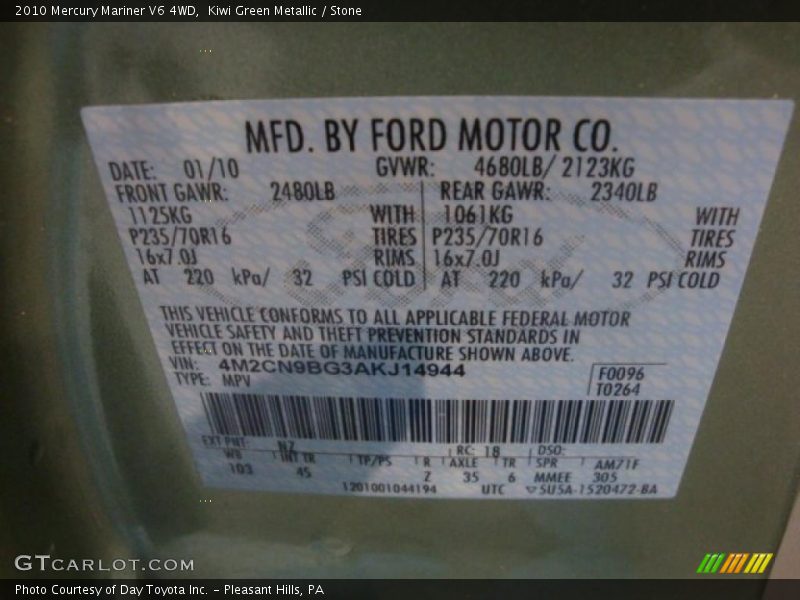 2010 Mercury Mariner V6 4WD, Kiwi Green Metallic / Stone
MFD. BY FORD MOTOR CO.
DATE: 01/10 GVWR: 4680LB/ 2123KG
FRONT GAWR: 2480LB REAR GAWR: 2340LB
1125KG WITH 1061KG WITH
P235/70R16 TIRES P235/70R16 TIRES
16x7.0J RIMS 16x7.0J RIMS
AT 220 kPa/ 32 PSI COLD AT 220 kPa/ 32 PSI COLD
THIS VEHICLE CONFORMS TO ALL APPLICABLE FEDERAL MOTOR
VEHICLE SAFETY AND THEFT PREVENTION STANDARDS IN
EFFECT ON THE DATE OF MANUFACTURE SHOWN ABOVE.
VIN: 4M2CN9BG3AKJ14944 F0096
TYPE: MPV T0264
EXT PNT: NZ RC: 18 DSO:
WB INT TR TP/PS R AXLE TR SPR AM71F
103 45 Z 35 6 MMEE 305
1201001044194 UTC ▽5U5A-1520472-BA
GTCARLOT.COM
Photo Courtesy of Day Toyota Inc. - Pleasant Hills, PA